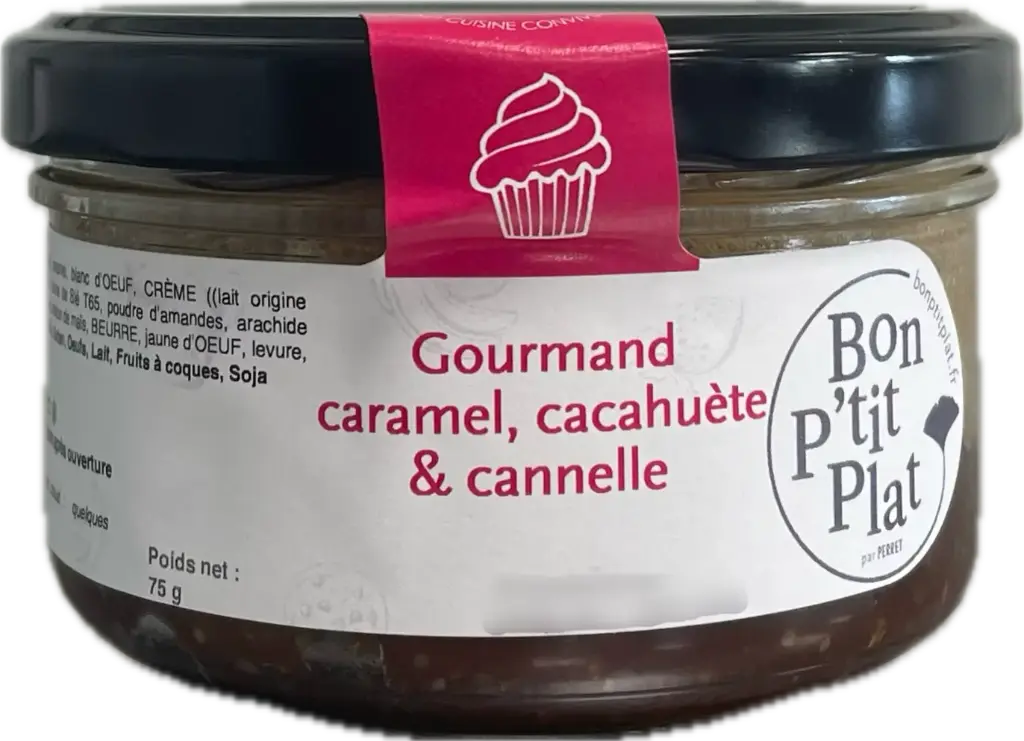 CUISINE
blanc d'OEUF, CRÈME ((lait origine
de Blé T65, poudre d'amandes, arachide
de maïs, BEURRE, jaune d'OEUF, levure,
Oeufs, Lait, Fruits à coques, Soja
après ouverture
quelques
Poids net :
75 g
Gourmand
caramel, cacahuète
& cannelle
bonptitplat.fr
Bon
P'tit
Plat
par PERRET